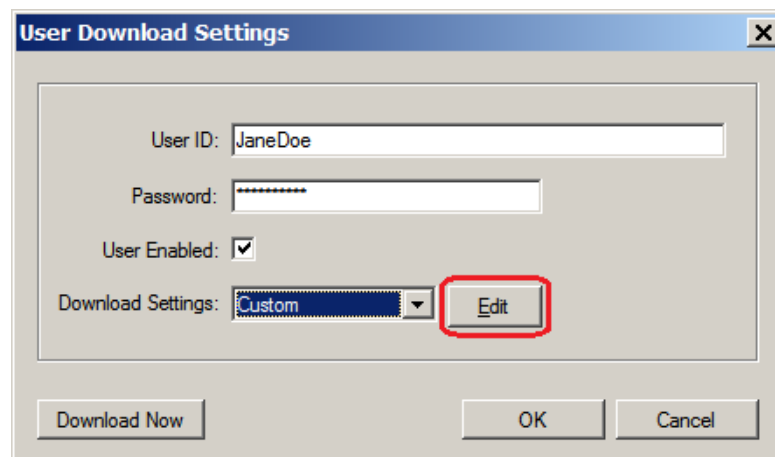 User Download Settings
User ID: JaneDoe
Password: **********
User Enabled:
Download Settings: Custom Edit
Download Now OK Cancel